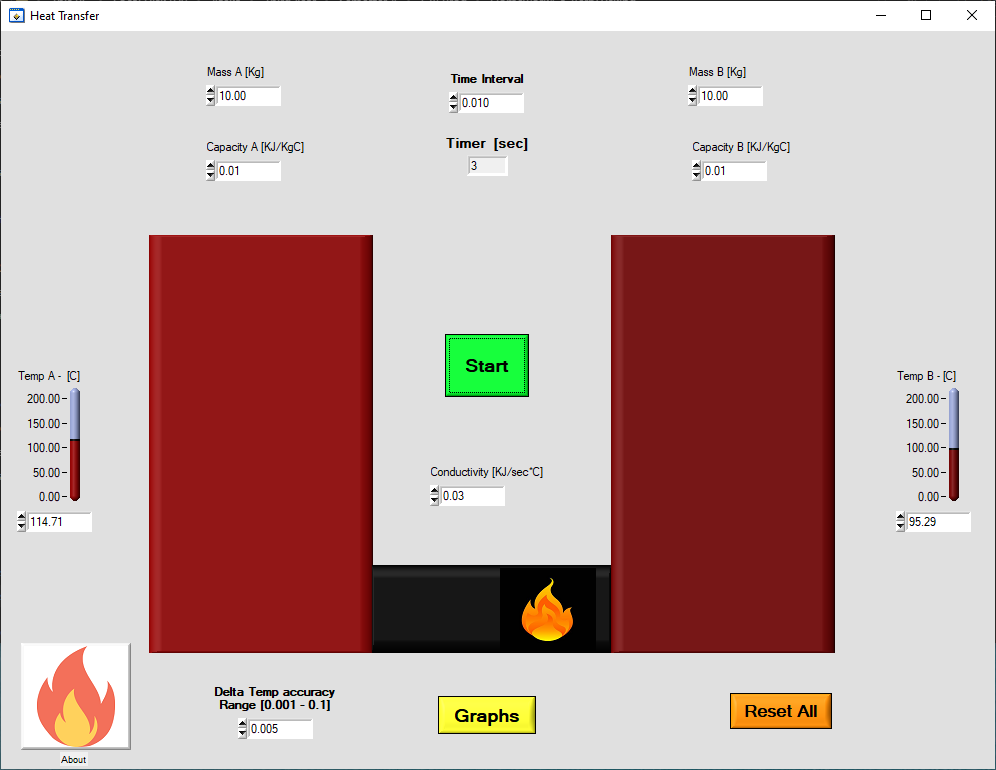 Heat Transfer
Mass A [Kg]
10.00
Time Interval
0.010
Mass B [Kg]
10.00
Capacity A [KJ/KgC]
0.01
Timer [sec]
3
Capacity B [KJ/KgC]
0.01
Start
Temp A - [C]
200.00
150.00
100.00
50.00
0.00
114.71
Conductivity [KJ/sec°C]
0.03
Temp B - [C]
200.00
150.00
100.00
50.00
0.00
95.29
Delta Temp accuracy
Range [0.001 - 0.1]
0.005
Graphs
Reset All
About